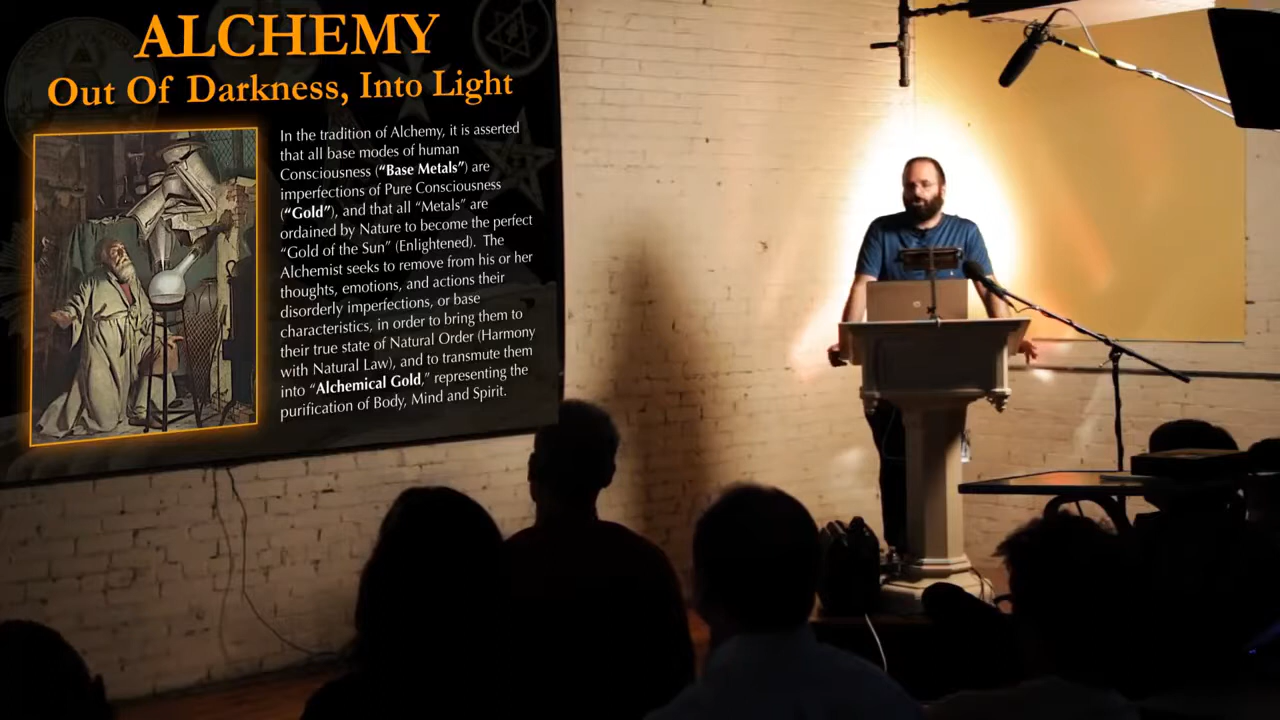 ALCHEMY
Out Of Darkness, Into Light
In the tradition of Alchemy, it is asserted
that all base modes of human
Consciousness (“Base Metals”) are
imperfections of Pure Consciousness
(“Gold”), and that all “Metals” are
ordained by Nature to become the perfect
“Gold of the Sun” (Enlightened). The
Alchemist seeks to remove from his or her
thoughts, emotions, and actions their
disorderly imperfections, or base
characteristics, in order to bring them to
their true state of Natural Order (Harmony
with Natural Law), and to transmute them
into “Alchemical Gold,” representing the
purification of Body, Mind and Spirit.